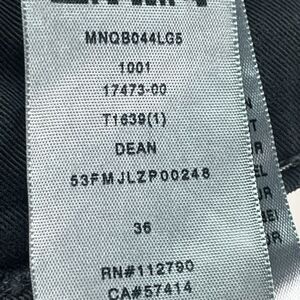 MNQB044LG5
1001
17473-00
T1639(1)
DEAN
53FMJLZP00248
36
RN#112790
CA#57414